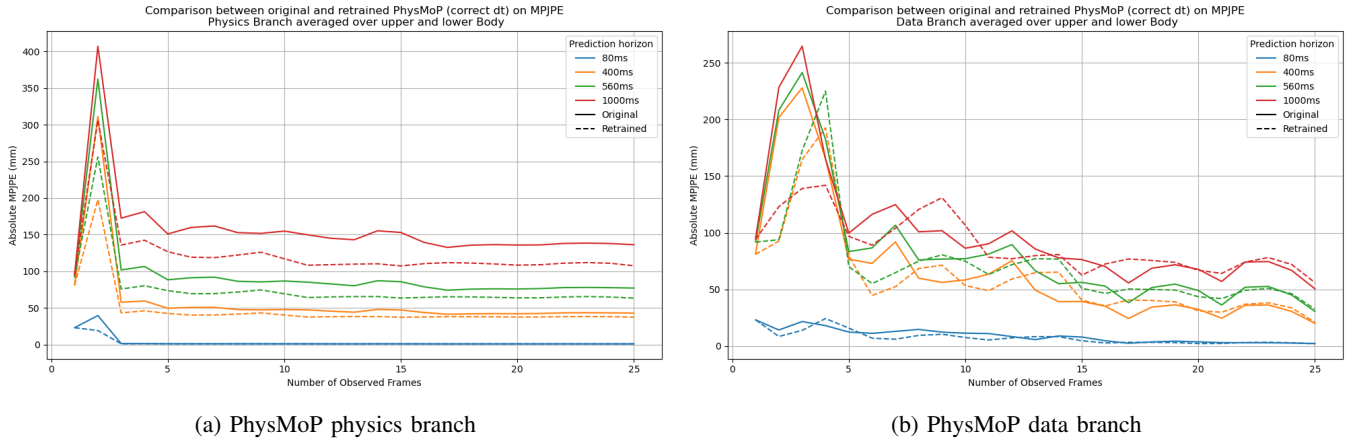 Comparison between original and retrained PhysMoP (correct dt) on MPJPE
Physics Branch averaged over upper and lower Body
Absolute MPJPE (mm)
400
350
300
250
200
150
100
50
0
Prediction horizon
80ms
400ms
560ms
1000ms
Original
Retrained
0
5
10
15
20
25
Number of Observed Frames
(a) PhysMoP physics branch
Comparison between original and retrained PhysMoP (correct dt) on MPJPE
Data Branch averaged over upper and lower Body
Absolute MPJPE (mm)
250
200
150
100
50
0
Prediction horizon
80ms
400ms
560ms
1000ms
Original
Retrained
0
5
10
15
20
25
Number of Observed Frames
(b) PhysMoP data branch